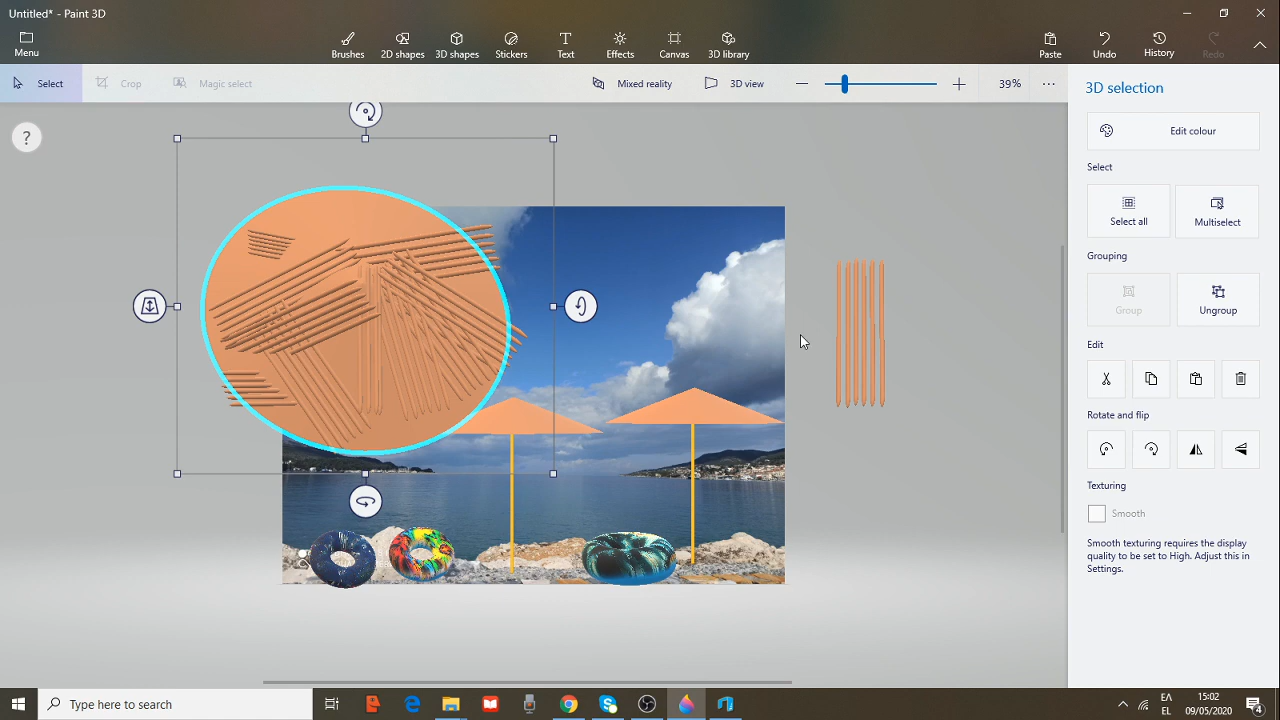 Untitled* - Paint 3D
Menu
Brushes
2D shapes
3D shapes
Stickers
Text
Effects
Canvas
3D library
Paste
Undo
History
Redo
Select
Crop
Magic select
Mixed reality
3D view
39%
?
3D selection
Edit colour
Select
Select all
Multiselect
Grouping
Group
Ungroup
Edit
Rotate and flip
Texturing
Smooth
Smooth texturing requires the display
quality to be set to High. Adjust this in
Settings.
Type here to search
ΕΛ
EL
15:02
09/05/2020
4